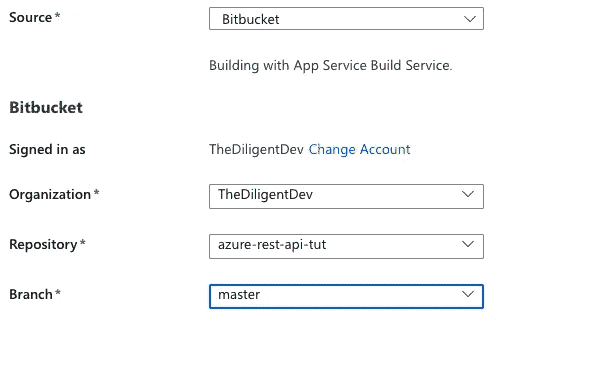 Source* Bitbucket
Building with App Service Build Service.
Bitbucket
Signed in as TheDiligentDev Change Account
Organization* TheDiligentDev
Repository* azure-rest-api-tut
Branch* master